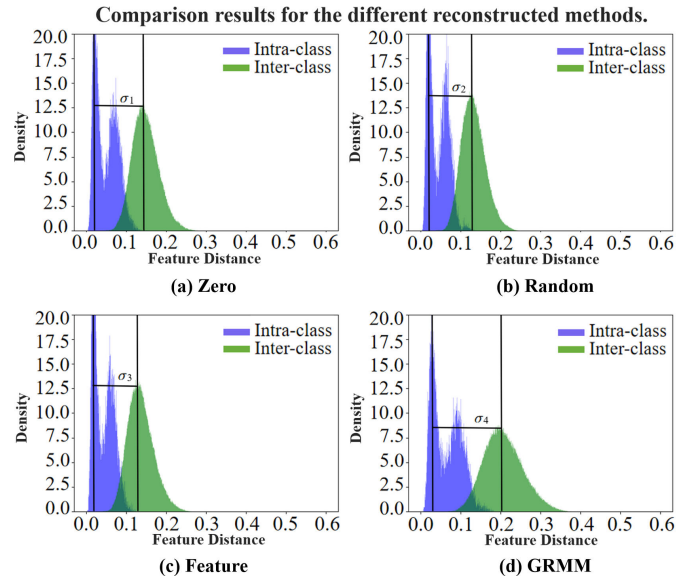 Comparison results for the different reconstructed methods.
20.0
17.5
15.0
12.5
10.0
7.5
5.0
2.5
0.0
Density
Intra-class
Inter-class
σ1
0.0 0.1 0.2 0.3 0.4 0.5 0.6
Feature Distance
(a) Zero
20.0
17.5
15.0
12.5
10.0
7.5
5.0
2.5
0.0
Density
Intra-class
Inter-class
σ2
0.0 0.1 0.2 0.3 0.4 0.5 0.6
Feature Distance
(b) Random
20.0
17.5
15.0
12.5
10.0
7.5
5.0
2.5
0.0
Density
Intra-class
Inter-class
σ3
0.0 0.1 0.2 0.3 0.4 0.5 0.6
Feature Distance
(c) Feature
20.0
17.5
15.0
12.5
10.0
7.5
5.0
2.5
0.0
Density
Intra-class
Inter-class
σ4
0.0 0.1 0.2 0.3 0.4 0.5 0.6
Feature Distance
(d) GRMM